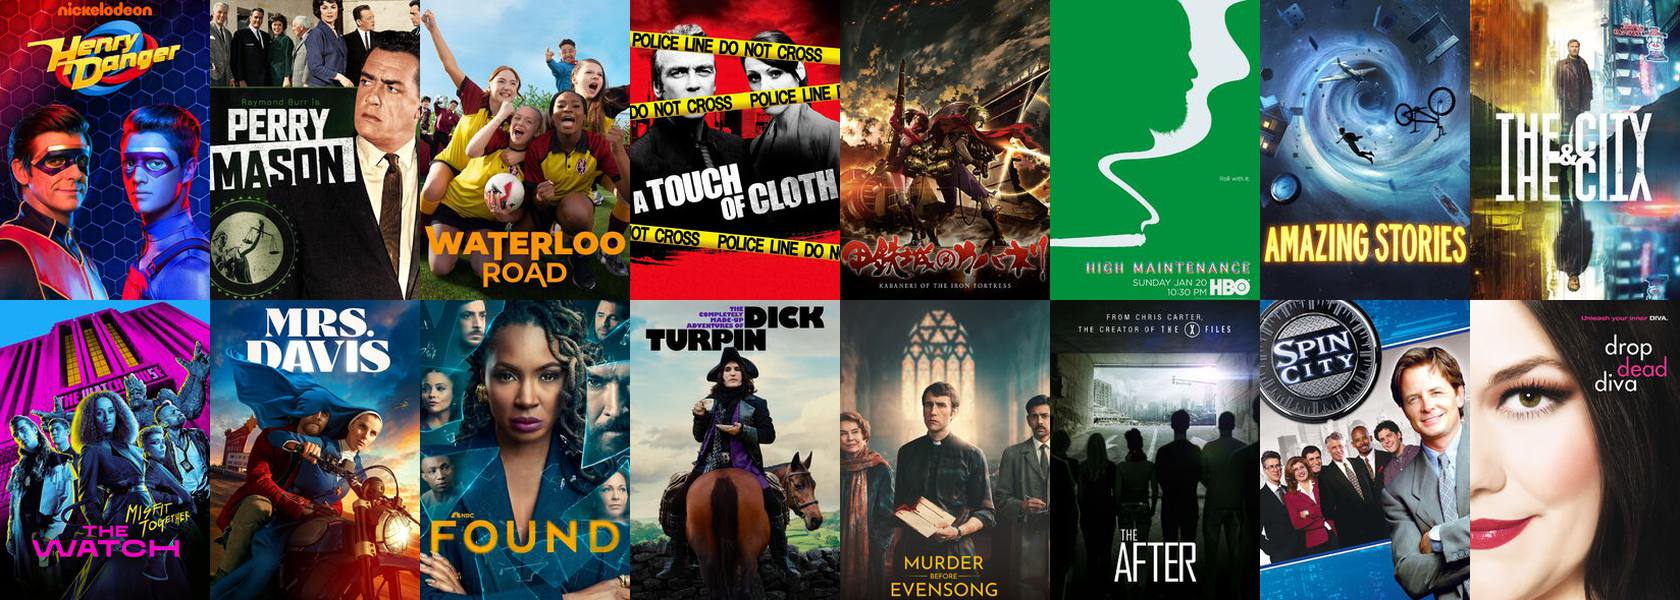 nickelodeon
Henry
Danger
Raymond Burr is
PERRY
MASON
WATERLOO
ROAD
POLICE LINE DO NOT CROSS
DO NOT CROSS POLICE LINE
A TOUCH
OF CLOTH
NOT CROSS POLICE LINE DO N
甲鉄城のカバネリ
KABANERI OF THE IRON FORTRESS
Roll with it.
HIGH MAINTENANCE
SUNDAY JAN 20
10:30 PM HBO
AMAZING STORIES
THE CITY
&
THE CITY
THE WATCH HOUSE
MISFIT
TOGETHER
THE
WATCH
MRS.
DAVIS
NBC
FOUND
THE
COMPLETELY
MADE-UP
ADVENTURES OF
DICK
TURPIN
MURDER
BEFORE
EVENSONG
FROM CHRIS CARTER,
THE CREATOR OF THE X FILES
THE
AFTER
SPIN
CITY
Unleash your inner DIVA.
drop
dead
diva